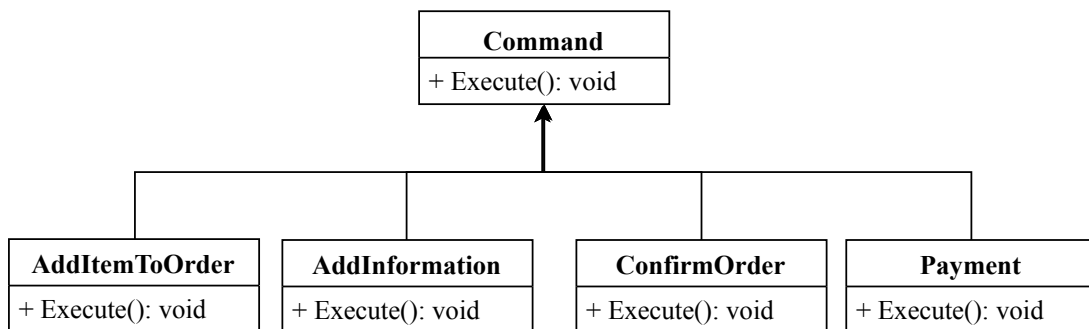 Command
+ Execute(): void
AddItemToOrder
AddInformation
ConfirmOrder
Payment
+ Execute(): void
+ Execute(): void
+ Execute(): void
+ Execute(): void